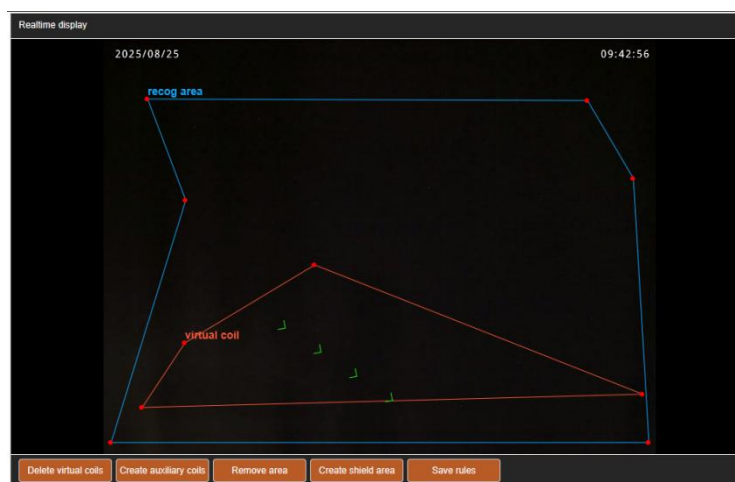 Realtime display
2025/08/25 09:42:56
recog area
virtual coil
Delete virtual coils Create auxiliary coils Remove area Create shield area Save rules